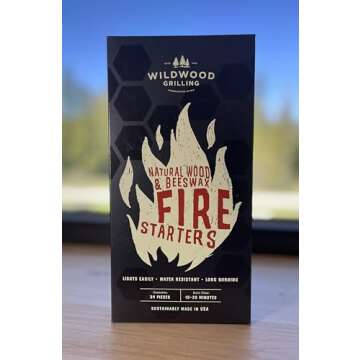 WILDWOOD
GRILLING
NATURAL WOOD
& BEESWAX
FIRE
STARTERS
LIGHTS EASILY • WATER RESISTANT • LONG BURNING
24 PIECES
15-20 MINUTES
SUSTAINABLY MADE IN USA